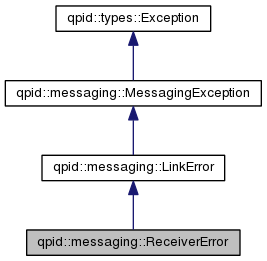 qpid::types::Exception
qpid::messaging::MessagingException
qpid::messaging::LinkError
qpid::messaging::ReceiverError